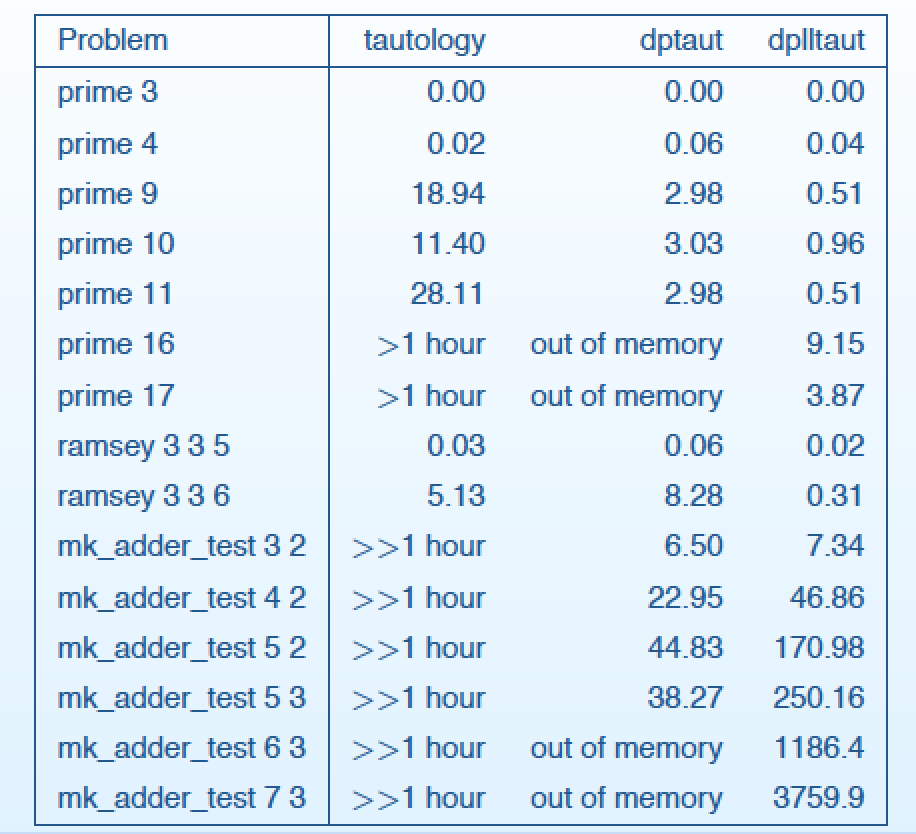 Problem tautology dptaut dplltaut
prime 3 0.00 0.00 0.00
prime 4 0.02 0.06 0.04
prime 9 18.94 2.98 0.51
prime 10 11.40 3.03 0.96
prime 11 28.11 2.98 0.51
prime 16 >1 hour out of memory 9.15
prime 17 >1 hour out of memory 3.87
ramsey 3 3 5 0.03 0.06 0.02
ramsey 3 3 6 5.13 8.28 0.31
mk_adder_test 3 2 >>1 hour 6.50 7.34
mk_adder_test 4 2 >>1 hour 22.95 46.86
mk_adder_test 5 2 >>1 hour 44.83 170.98
mk_adder_test 5 3 >>1 hour 38.27 250.16
mk_adder_test 6 3 >>1 hour out of memory 1186.4
mk_adder_test 7 3 >>1 hour out of memory 3759.9